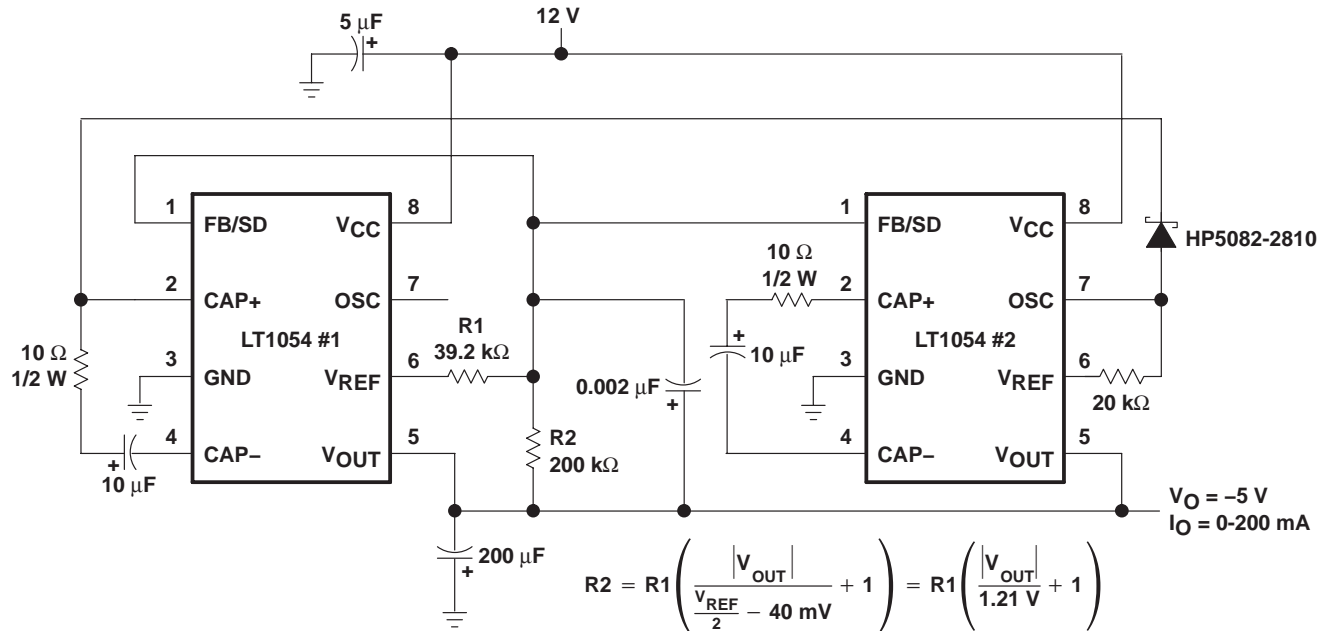 5 μF
+
12 V
LT1054 #1
1
FB/SD
VCC
8
2
CAP+
OSC
7
3
GND
VREF
6
4
CAP−
VOUT
5
10 Ω
1/2 W
+
10 μF
R1
39.2 kΩ
R2
200 kΩ
0.002 μF
+
200 μF
+
LT1054 #2
1
FB/SD
VCC
8
2
CAP+
OSC
7
3
GND
VREF
6
4
CAP−
VOUT
5
10 Ω
1/2 W
+
10 μF
HP5082-2810
20 kΩ
VO = −5 V
IO = 0-200 mA
R2 = R1(|VOUT| / (VREF/2 − 40 mV) + 1) = R1(|VOUT| / 1.21 V + 1)